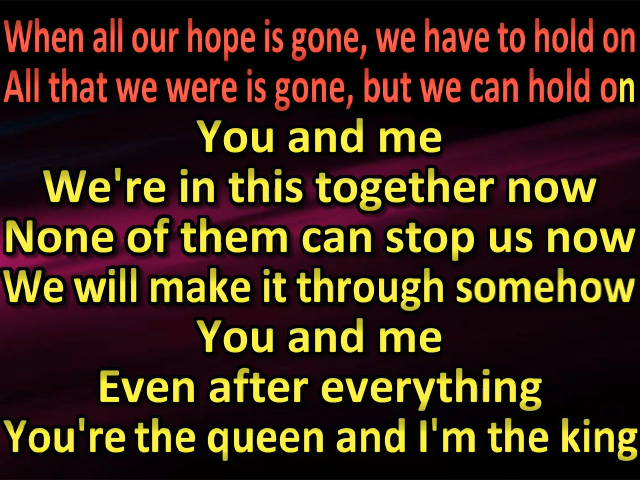 When all our hope is gone, we have to hold on
All that we were is gone, but we can hold on
You and me
We're in this together now
None of them can stop us now
We will make it through somehow
You and me
Even after everything
You're the queen and I'm the king